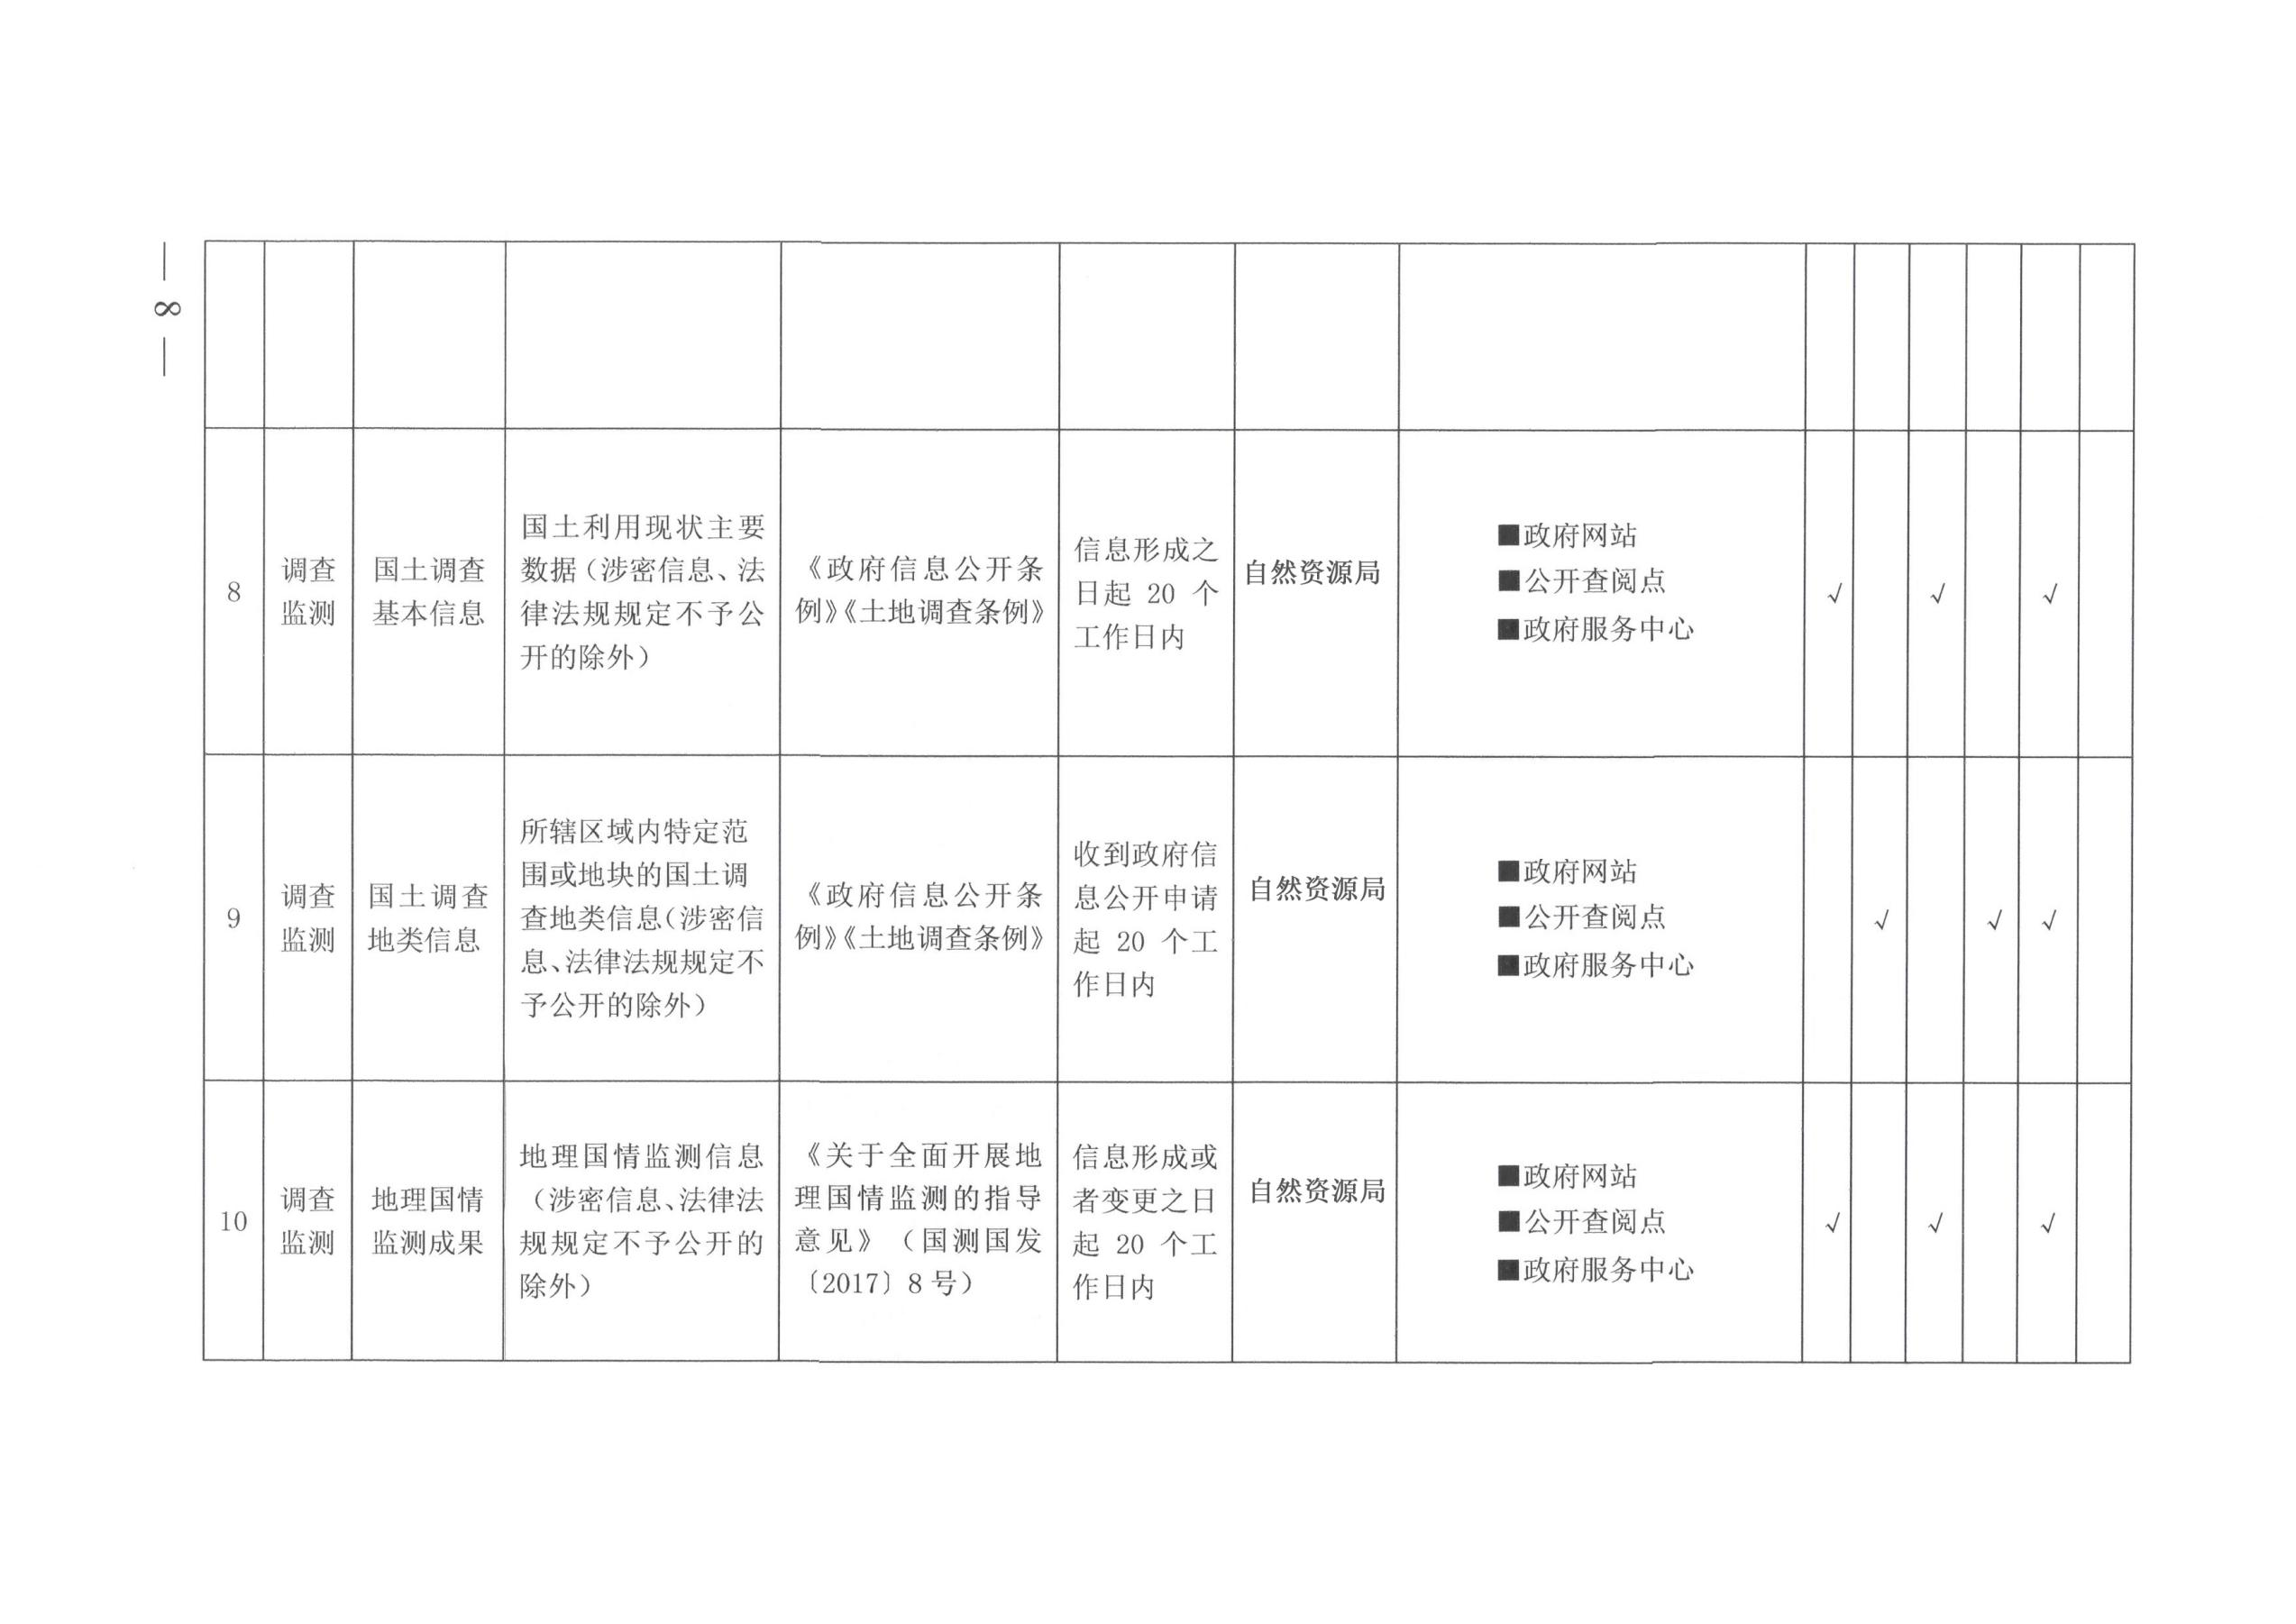 — 8 —
8
调查
监测
国土调查
基本信息
国土利用现状主要
数据（涉密信息、法
律法规规定不予公
开的除外）
《政府信息公开条
例》《土地调查条例》
信息形成之
日起 20 个
工作日内
自然资源局
■政府网站
■公开查阅点
■政府服务中心
√
√
√
9
调查
监测
国土调查
地类信息
所辖区域内特定范
围或地块的国土调
查地类信息（涉密信
息、法律法规规定不
予公开的除外）
《政府信息公开条
例》《土地调查条例》
收到政府信
息公开申请
起 20 个工
作日内
自然资源局
■政府网站
■公开查阅点
■政府服务中心
√
√
√
10
调查
监测
地理国情
监测成果
地理国情监测信息
（涉密信息、法律法
规规定不予公开的
除外）
《关于全面开展地
理国情监测的指导
意见》（国测国发
〔2017〕8 号）
信息形成或
者变更之日
起 20 个工
作日内
自然资源局
■政府网站
■公开查阅点
■政府服务中心
√
√
√